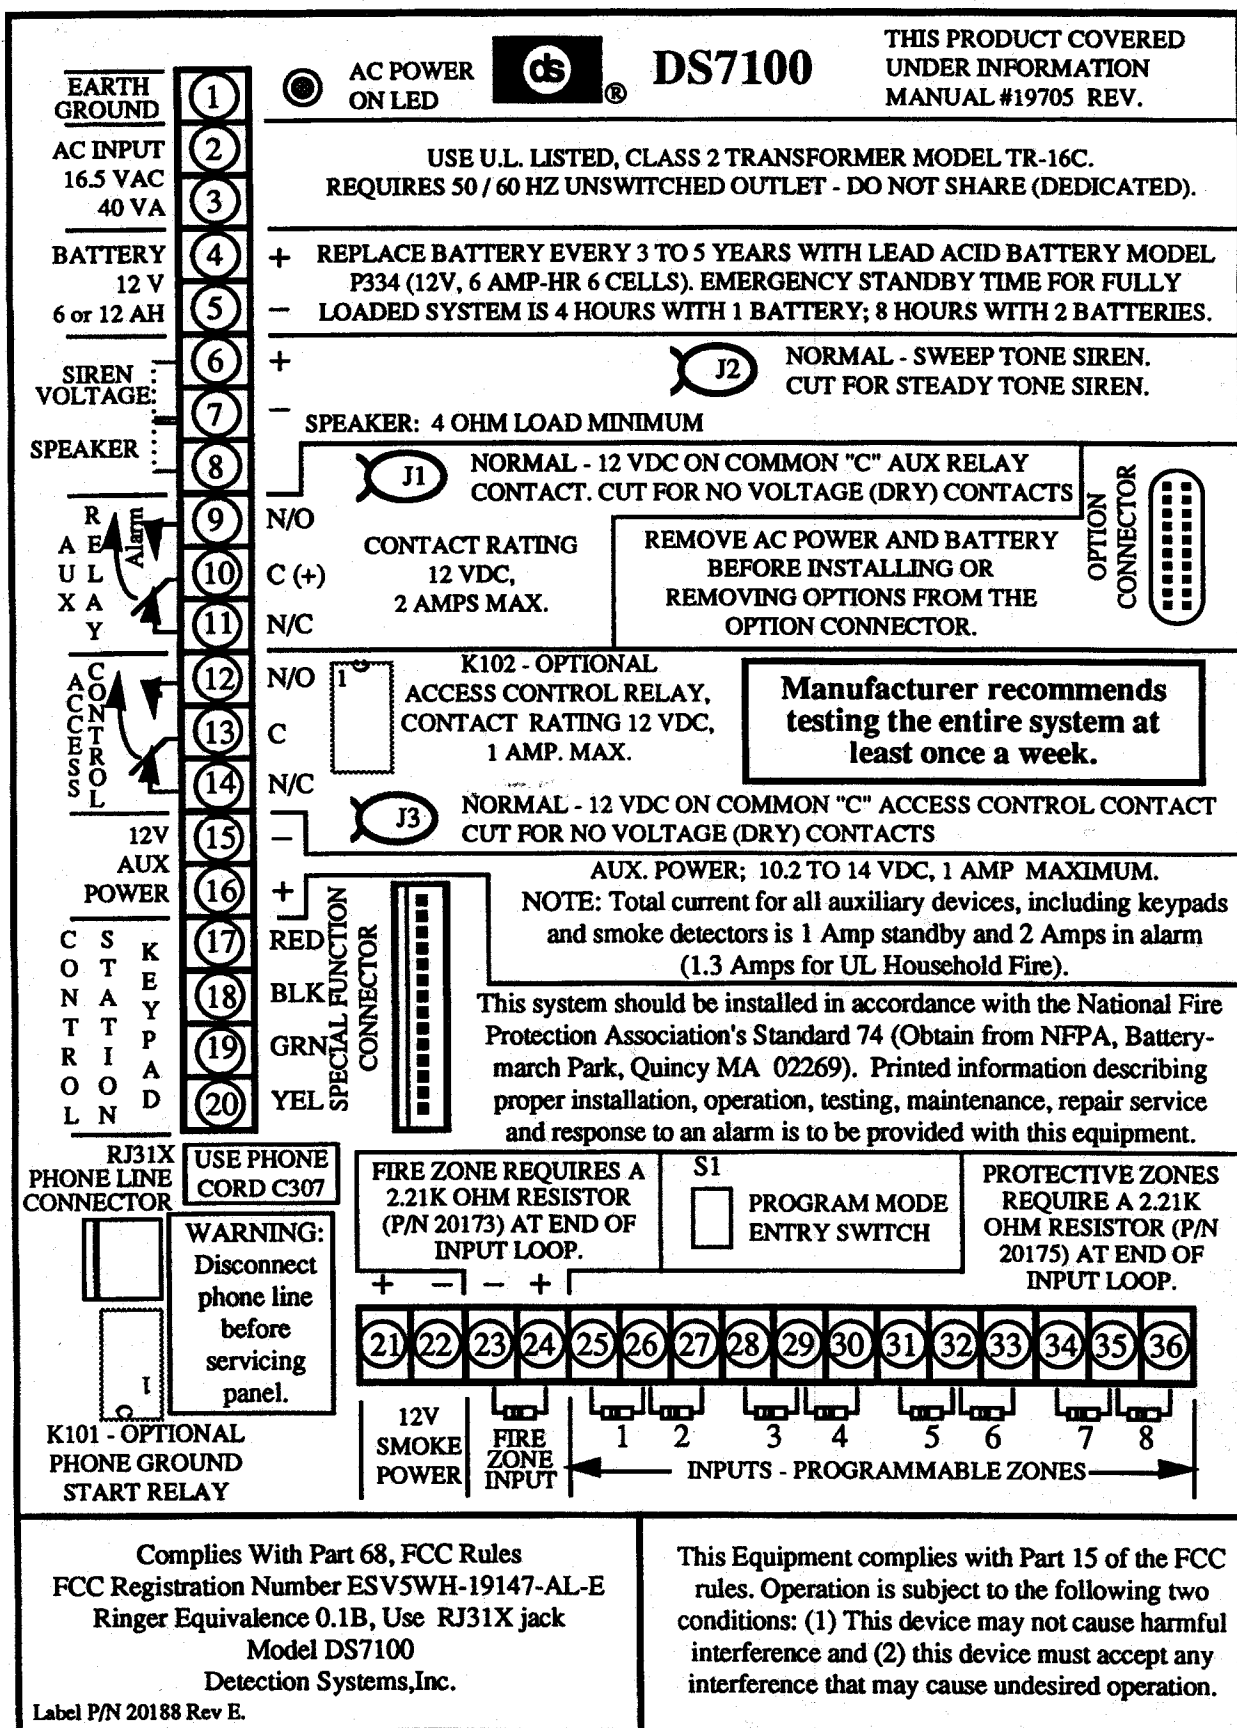 EARTH
GROUND
1
AC POWER
ON LED
ds
®
DS7100
THIS PRODUCT COVERED
UNDER INFORMATION
MANUAL #19705 REV.
AC INPUT
16.5 VAC
40 VA
2
3
USE U.L. LISTED, CLASS 2 TRANSFORMER MODEL TR-16C.
REQUIRES 50 / 60 HZ UNSWITCHED OUTLET - DO NOT SHARE (DEDICATED).
BATTERY
12 V
6 or 12 AH
4
5
+
−
REPLACE BATTERY EVERY 3 TO 5 YEARS WITH LEAD ACID BATTERY MODEL
P334 (12V, 6 AMP-HR 6 CELLS). EMERGENCY STANDBY TIME FOR FULLY
LOADED SYSTEM IS 4 HOURS WITH 1 BATTERY; 8 HOURS WITH 2 BATTERIES.
SIREN
VOLTAGE
SPEAKER
6
7
8
+
−
J2
NORMAL - SWEEP TONE SIREN.
CUT FOR STEADY TONE SIREN.
SPEAKER: 4 OHM LOAD MINIMUM
J1
NORMAL - 12 VDC ON COMMON "C" AUX RELAY
CONTACT. CUT FOR NO VOLTAGE (DRY) CONTACTS
AUX
RELAY
Alarm
9
10
11
N/O
C (+)
N/C
CONTACT RATING
12 VDC,
2 AMPS MAX.
REMOVE AC POWER AND BATTERY
BEFORE INSTALLING OR
REMOVING OPTIONS FROM THE
OPTION CONNECTOR.
OPTION
CONNECTOR
ACCESS
CONTROL
12
13
14
N/O
C
N/C
1
K102 - OPTIONAL
ACCESS CONTROL RELAY,
CONTACT RATING 12 VDC,
1 AMP. MAX.
Manufacturer recommends
testing the entire system at
least once a week.
J3
NORMAL - 12 VDC ON COMMON "C" ACCESS CONTROL CONTACT
CUT FOR NO VOLTAGE (DRY) CONTACTS
12V
AUX
POWER
15
16
−
+
AUX. POWER; 10.2 TO 14 VDC, 1 AMP MAXIMUM.
NOTE: Total current for all auxiliary devices, including keypads
and smoke detectors is 1 Amp standby and 2 Amps in alarm
(1.3 Amps for UL Household Fire).
CONTROL
STATION
KEYPAD
17
18
19
20
RED
BLK
GRN
YEL
SPECIAL FUNCTION
CONNECTOR
This system should be installed in accordance with the National Fire
Protection Association's Standard 74 (Obtain from NFPA, Battery-
march Park, Quincy MA 02269). Printed information describing
proper installation, operation, testing, maintenance, repair service
and response to an alarm is to be provided with this equipment.
RJ31X
PHONE LINE
CONNECTOR
USE PHONE
CORD C307
WARNING:
Disconnect
phone line
before
servicing
panel.
1
K101 - OPTIONAL
PHONE GROUND
START RELAY
FIRE ZONE REQUIRES A
2.21K OHM RESISTOR
(P/N 20173) AT END OF
INPUT LOOP.
S1
PROGRAM MODE
ENTRY SWITCH
PROTECTIVE ZONES
REQUIRE A 2.21K
OHM RESISTOR (P/N
20175) AT END OF
INPUT LOOP.
+ − − +
21 22 23 24 25 26 27 28 29 30 31 32 33 34 35 36
12V
SMOKE
POWER
FIRE
ZONE
INPUT
1 2 3 4 5 6 7 8
INPUTS - PROGRAMMABLE ZONES
Complies With Part 68, FCC Rules
FCC Registration Number ESV5WH-19147-AL-E
Ringer Equivalence 0.1B, Use RJ31X jack
Model DS7100
Detection Systems,Inc.
Label P/N 20188 Rev E.
This Equipment complies with Part 15 of the FCC
rules. Operation is subject to the following two
conditions: (1) This device may not cause harmful
interference and (2) this device must accept any
interference that may cause undesired operation.